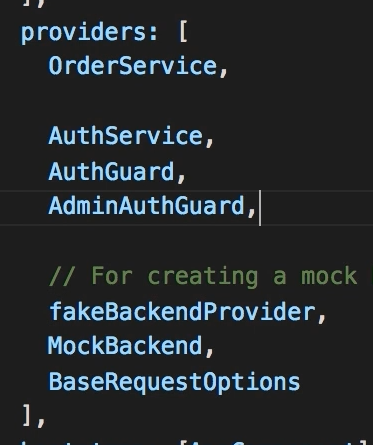 providers: [
OrderService,
AuthService,
AuthGuard,
AdminAuthGuard,
// For creating a mock
fakeBackendProvider,
MockBackend,
BaseRequestOptions
],